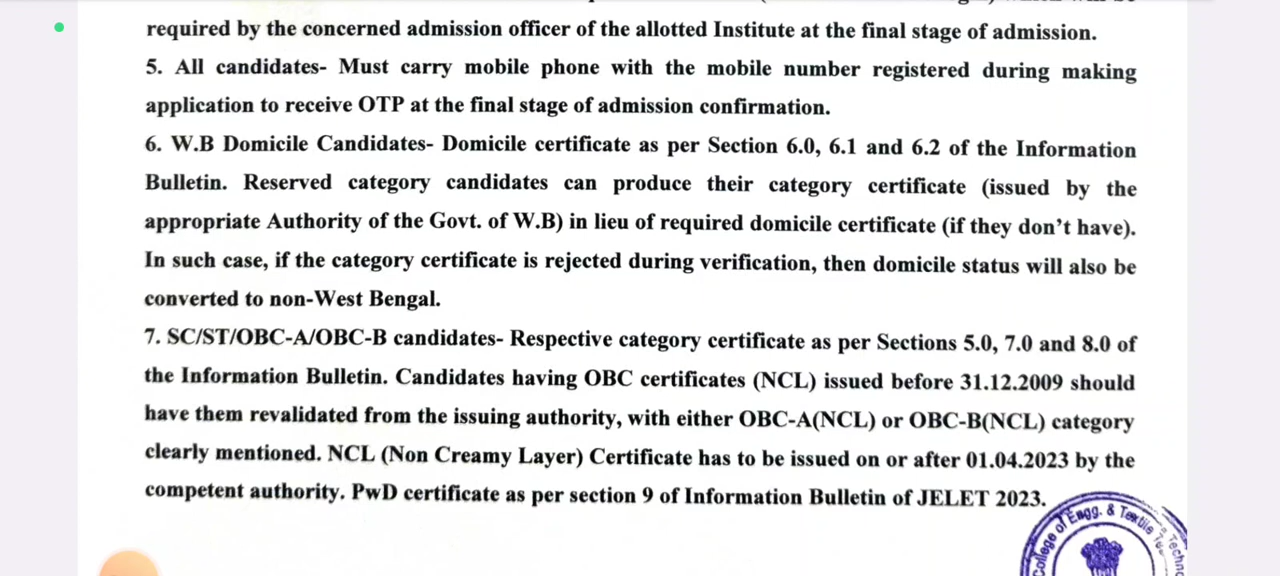 required by the concerned admission officer of the allotted Institute at the final stage of admission.
5. All candidates- Must carry mobile phone with the mobile number registered during making
application to receive OTP at the final stage of admission confirmation.
6. W.B Domicile Candidates- Domicile certificate as per Section 6.0, 6.1 and 6.2 of the Information
Bulletin. Reserved category candidates can produce their category certificate (issued by the
appropriate Authority of the Govt. of W.B) in lieu of required domicile certificate (if they don't have).
In such case, if the category certificate is rejected during verification, then domicile status will also be
converted to non-West Bengal.
7. SC/ST/OBC-A/OBC-B candidates- Respective category certificate as per Sections 5.0, 7.0 and 8.0 of
the Information Bulletin. Candidates having OBC certificates (NCL) issued before 31.12.2009 should
have them revalidated from the issuing authority, with either OBC-A(NCL) or OBC-B(NCL) category
clearly mentioned. NCL (Non Creamy Layer) Certificate has to be issued on or after 01.04.2023 by the
competent authority. PwD certificate as per section 9 of Information Bulletin of JELET 2023.
College of Engg. & Textile